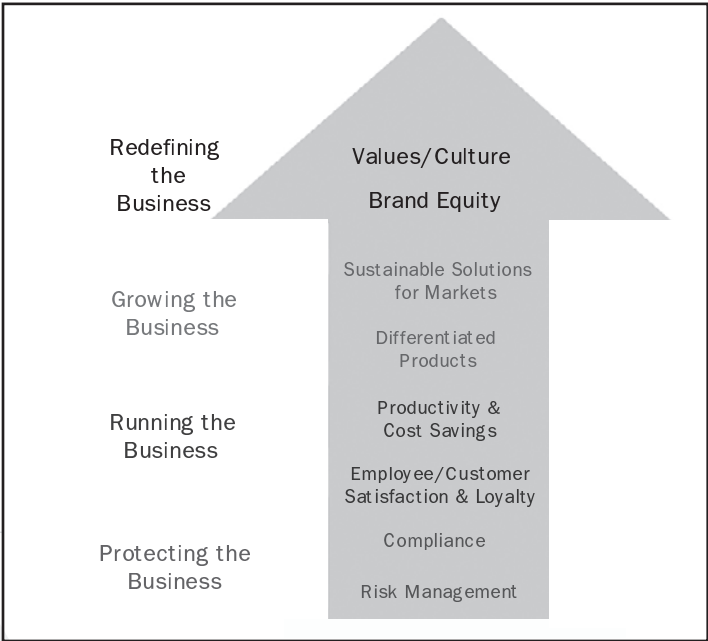 Redefining
the
Business
Values/Culture
Brand Equity
Growing the
Business
Sustainable Solutions
for Markets
Differentiated
Products
Running the
Business
Productivity &
Cost Savings
Employee/Customer
Satisfaction & Loyalty
Protecting the
Business
Compliance
Risk Management